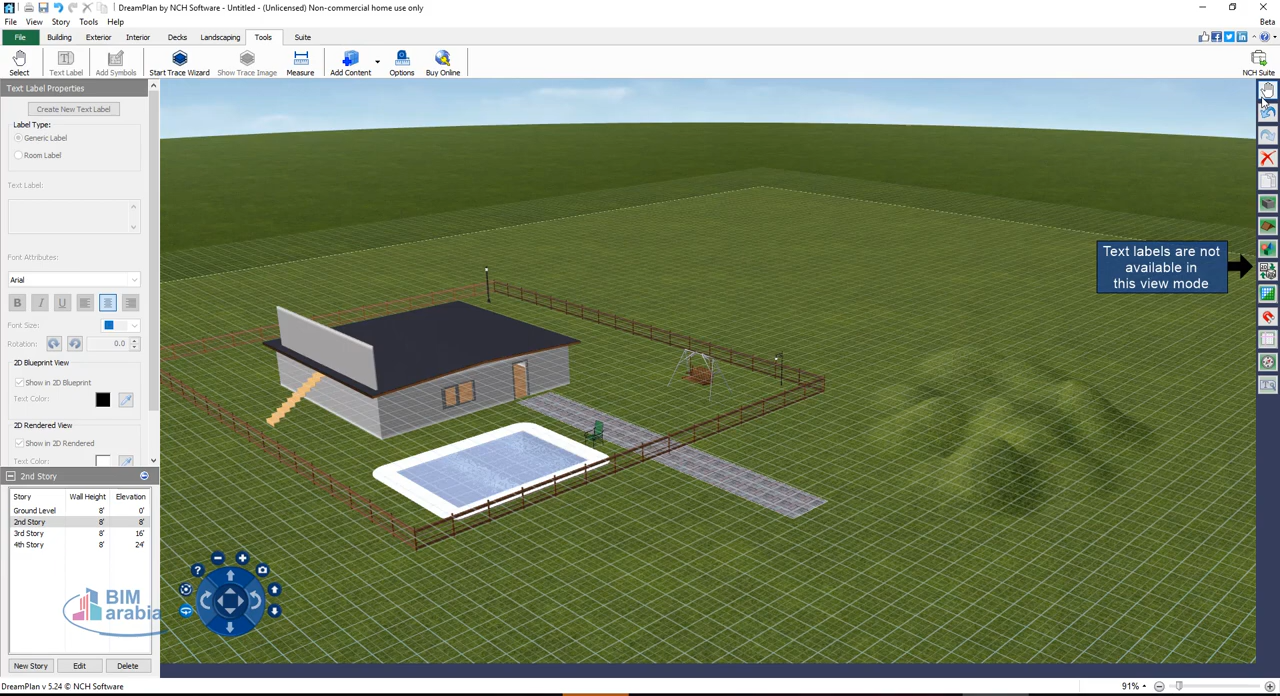 DreamPlan by NCH Software - Untitled - (Unlicensed) Non-commercial home use only
File View Story Tools Help
Beta
File Building Exterior Interior Decks Landscaping Tools Suite
Select Text Label Add Symbols Start Trace Wizard Show Trace Image Measure Add Content Options Buy Online NCH Suite
Text Label Properties
Create New Text Label
Label Type:
Generic Label
Room Label
Text Label:
Font Attributes:
Arial
B I U
Font Size:
Rotation: 0.0
2D Blueprint View
Show in 2D Blueprint
Text Color:
2D Rendered View
Show in 2D Rendered
Text Color:
Text labels are not
available in
this view mode
2nd Story
Story Wall Height Elevation
Ground Level 8' 0'
2nd Story 8' 8'
3rd Story 8' 16'
4th Story 8' 24'
BIM
arabia
New Story Edit Delete
DreamPlan v 5.24 © NCH Software
91%